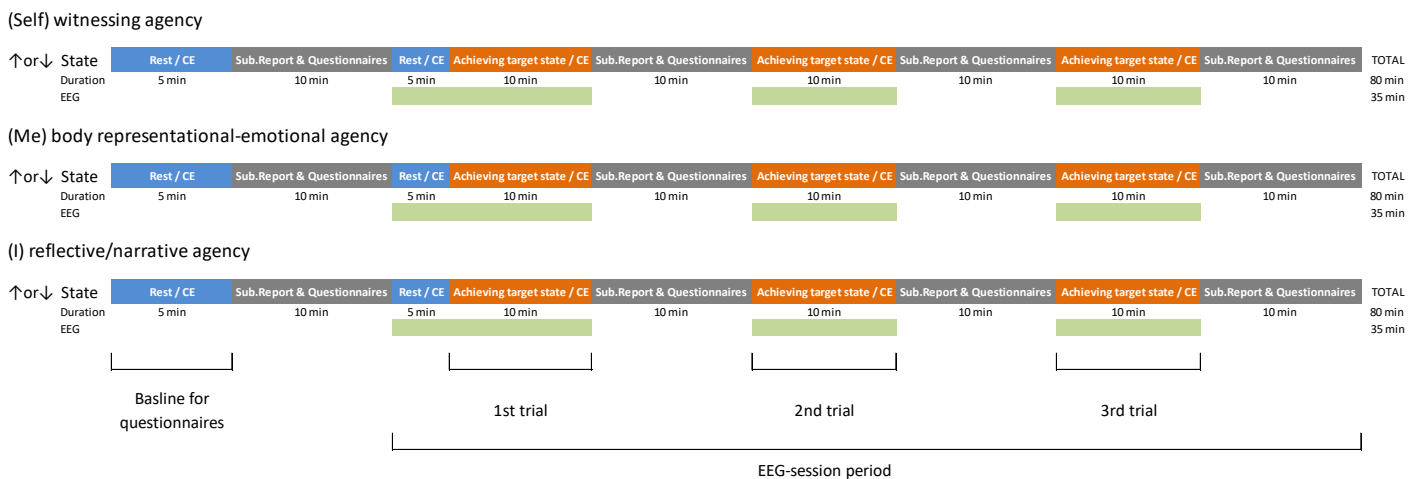 (Self) witnessing agency
↑or↓ State Rest / CE Sub.Report & Questionnaires Rest / CE Achieving target state / CE Sub.Report & Questionnaires Achieving target state / CE Sub.Report & Questionnaires Achieving target state / CE Sub.Report & Questionnaires TOTAL
Duration 5 min 10 min 5 min 10 min 10 min 10 min 10 min 10 min 10 min 80 min
EEG 35 min
(Me) body representational-emotional agency
↑or↓ State Rest / CE Sub.Report & Questionnaires Rest / CE Achieving target state / CE Sub.Report & Questionnaires Achieving target state / CE Sub.Report & Questionnaires Achieving target state / CE Sub.Report & Questionnaires TOTAL
Duration 5 min 10 min 5 min 10 min 10 min 10 min 10 min 10 min 10 min 80 min
EEG 35 min
(I) reflective/narrative agency
↑or↓ State Rest / CE Sub.Report & Questionnaires Rest / CE Achieving target state / CE Sub.Report & Questionnaires Achieving target state / CE Sub.Report & Questionnaires Achieving target state / CE Sub.Report & Questionnaires TOTAL
Duration 5 min 10 min 5 min 10 min 10 min 10 min 10 min 10 min 10 min 80 min
EEG 35 min
Basline for
questionnaires
1st trial 2nd trial 3rd trial
EEG-session period